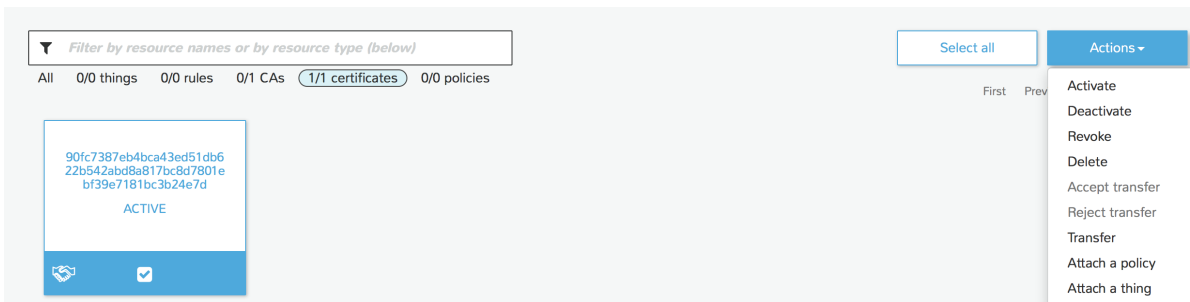 Filter by resource names or by resource type (below)
Select all
Actions
All 0/0 things 0/0 rules 0/1 CAs 1/1 certificates 0/0 policies
First Prev
Activate
Deactivate
Revoke
Delete
Accept transfer
Reject transfer
Transfer
Attach a policy
Attach a thing
90fc7387eb4bca43ed51db6
22b542abd8a817bc8d7801e
bf39e7181bc3b24e7d
ACTIVE